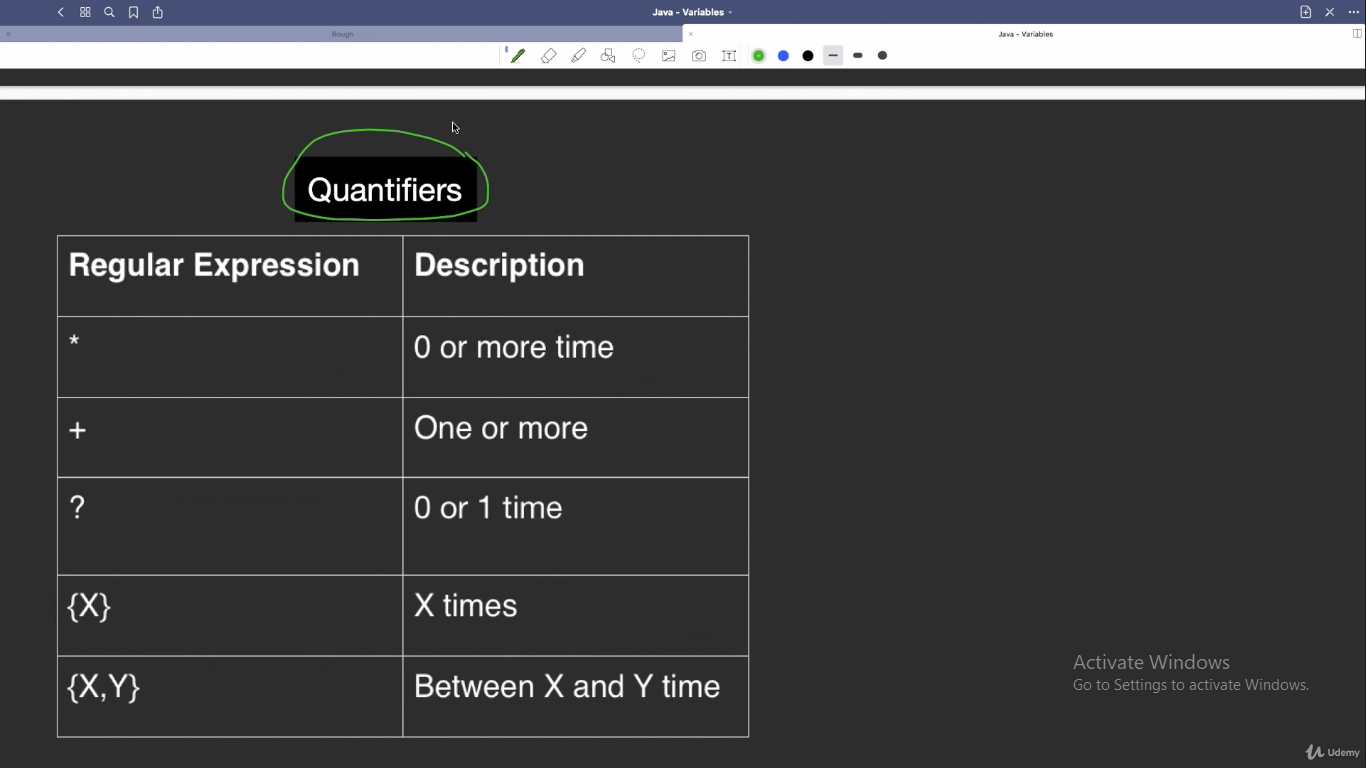 Java - Variables
Rough
Java - Variables
Quantifiers
Regular Expression Description
* 0 or more time
+ One or more
? 0 or 1 time
{X} X times
{X,Y} Between X and Y time
Activate Windows
Go to Settings to activate Windows.
Udemy